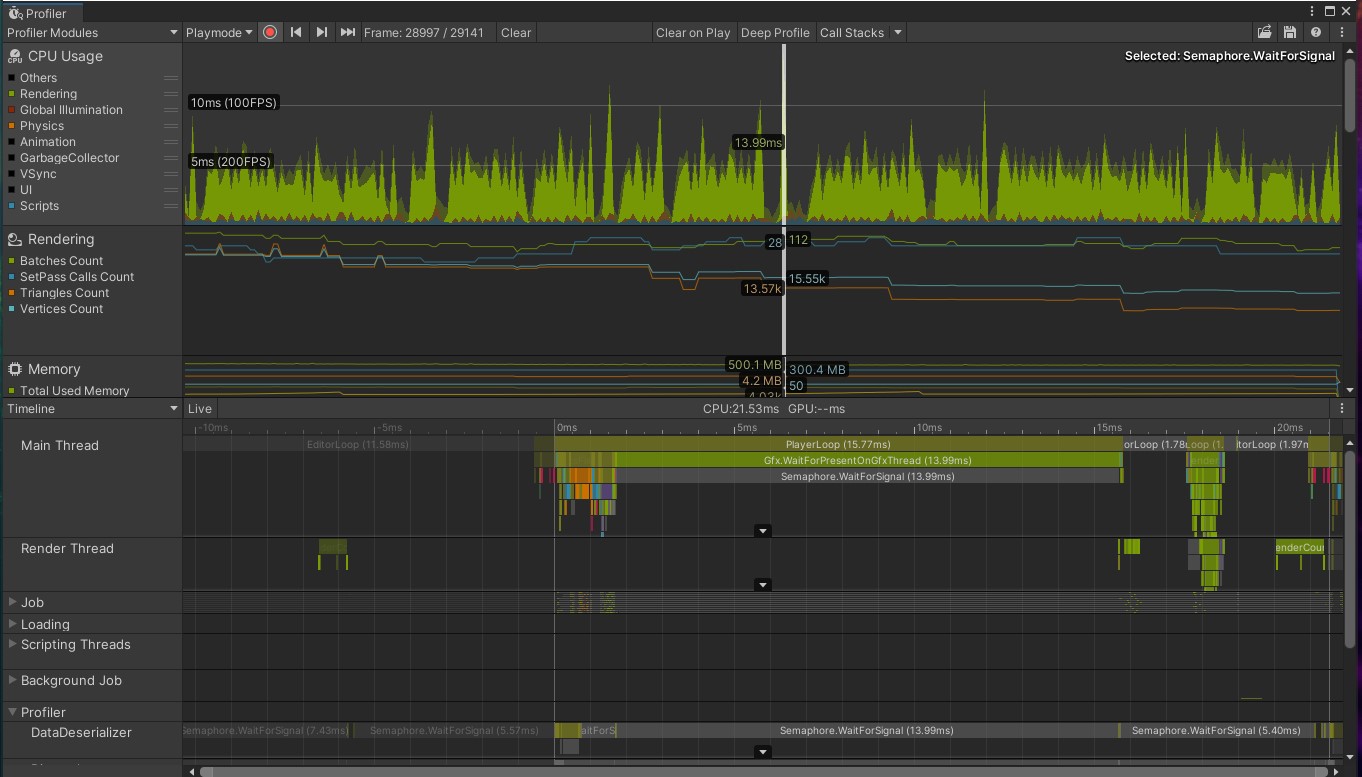 Profiler
Profiler Modules
Playmode
Frame: 28997 / 29141
Clear
Clear on Play
Deep Profile
Call Stacks
CPU Usage
Others
Rendering
Global Illumination
Physics
Animation
GarbageCollector
VSync
UI
Scripts
Selected: Semaphore.WaitForSignal
10ms (100FPS)
5ms (200FPS)
13.99ms
Rendering
Batches Count
SetPass Calls Count
Triangles Count
Vertices Count
28
112
15.55k
13.57k
Memory
Total Used Memory
500.1 MB
300.4 MB
4.2 MB
50
4.03k
Timeline
Live
CPU:21.53ms GPU:--ms
-10ms
-5ms
0ms
5ms
10ms
15ms
20ms
Main Thread
EditorLoop (11.58ms)
PlayerLoop (15.77ms)
orLoop (1.78
Loop (1.
itorLoop (1.97m
Gfx.WaitForPresentOnGfxThread (13.99ms)
Semaphore.WaitForSignal (13.99ms)
Render Thread
enderCou
Job
Loading
Scripting Threads
Background Job
Profiler
DataDeserializer
Semaphore.WaitForSignal (7.43ms)
Semaphore.WaitForSignal (5.57ms)
aitForS
Semaphore.WaitForSignal (13.99ms)
Semaphore.WaitForSignal (5.40ms)